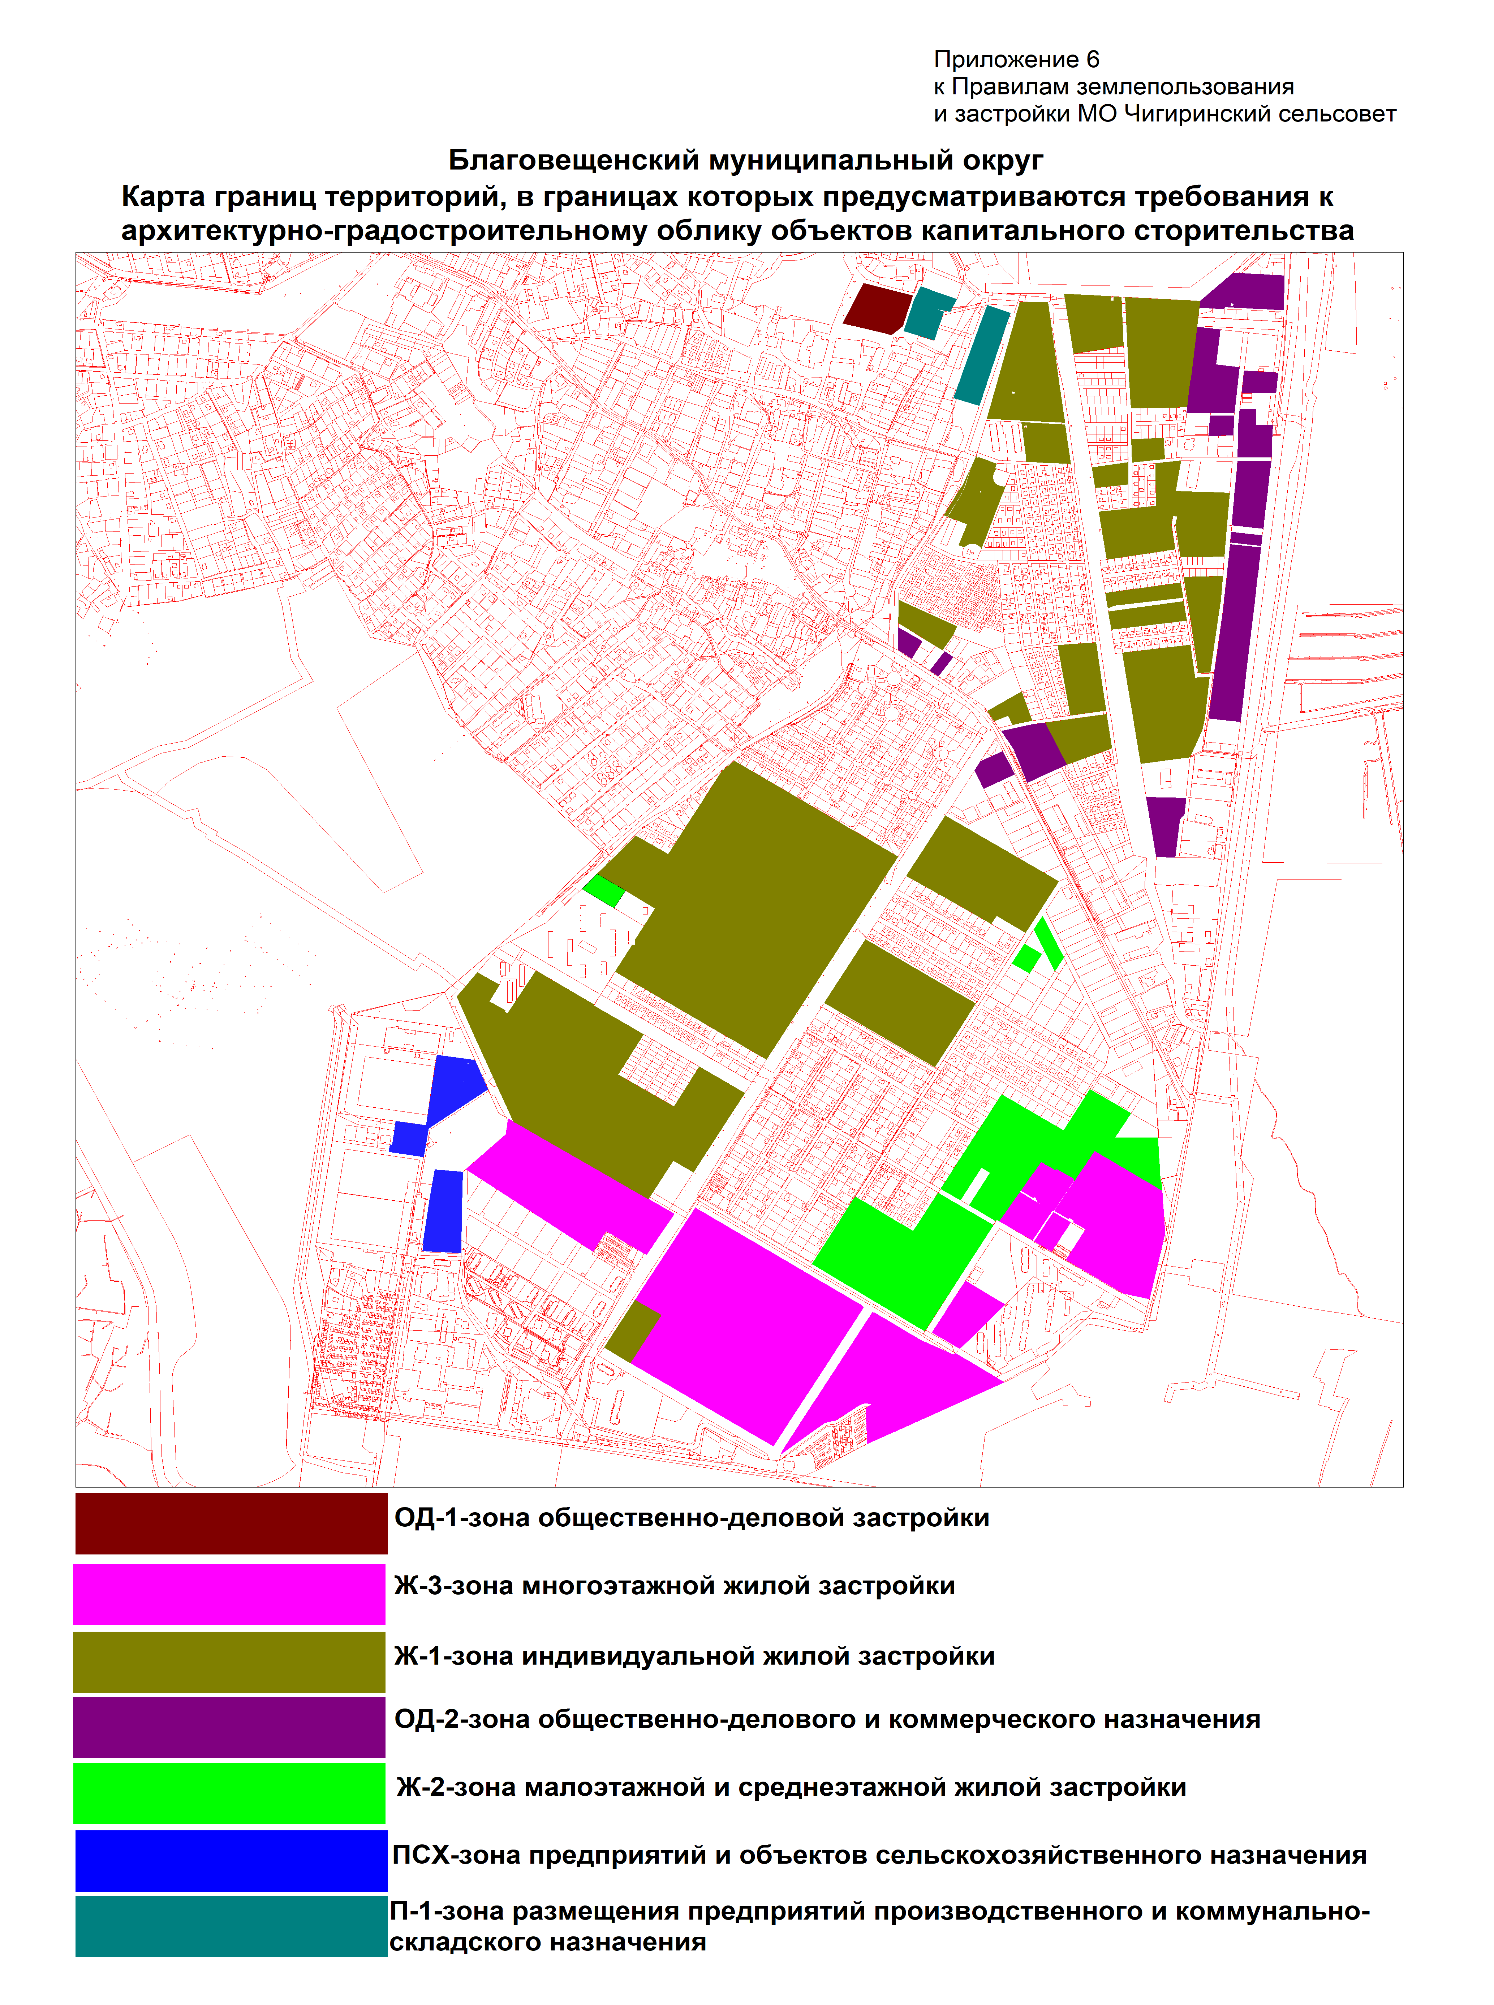 Приложение 6
к Правилам землепользования
и застройки МО Чигиринский сельсовет
Благовещенский муниципальный округ
Карта границ территорий, в границах которых предусматриваются требования к
архитектурно-градостроительному облику объектов капитального сторительства
ОД-1-зона общественно-деловой застройки
Ж-3-зона многоэтажной жилой застройки
Ж-1-зона индивидуальной жилой застройки
ОД-2-зона общественно-делового и коммерческого назначения
Ж-2-зона малоэтажной и среднеэтажной жилой застройки
ПСХ-зона предприятий и объектов сельскохозяйственного назначения
П-1-зона размещения предприятий производственного и коммунально-
складского назначения